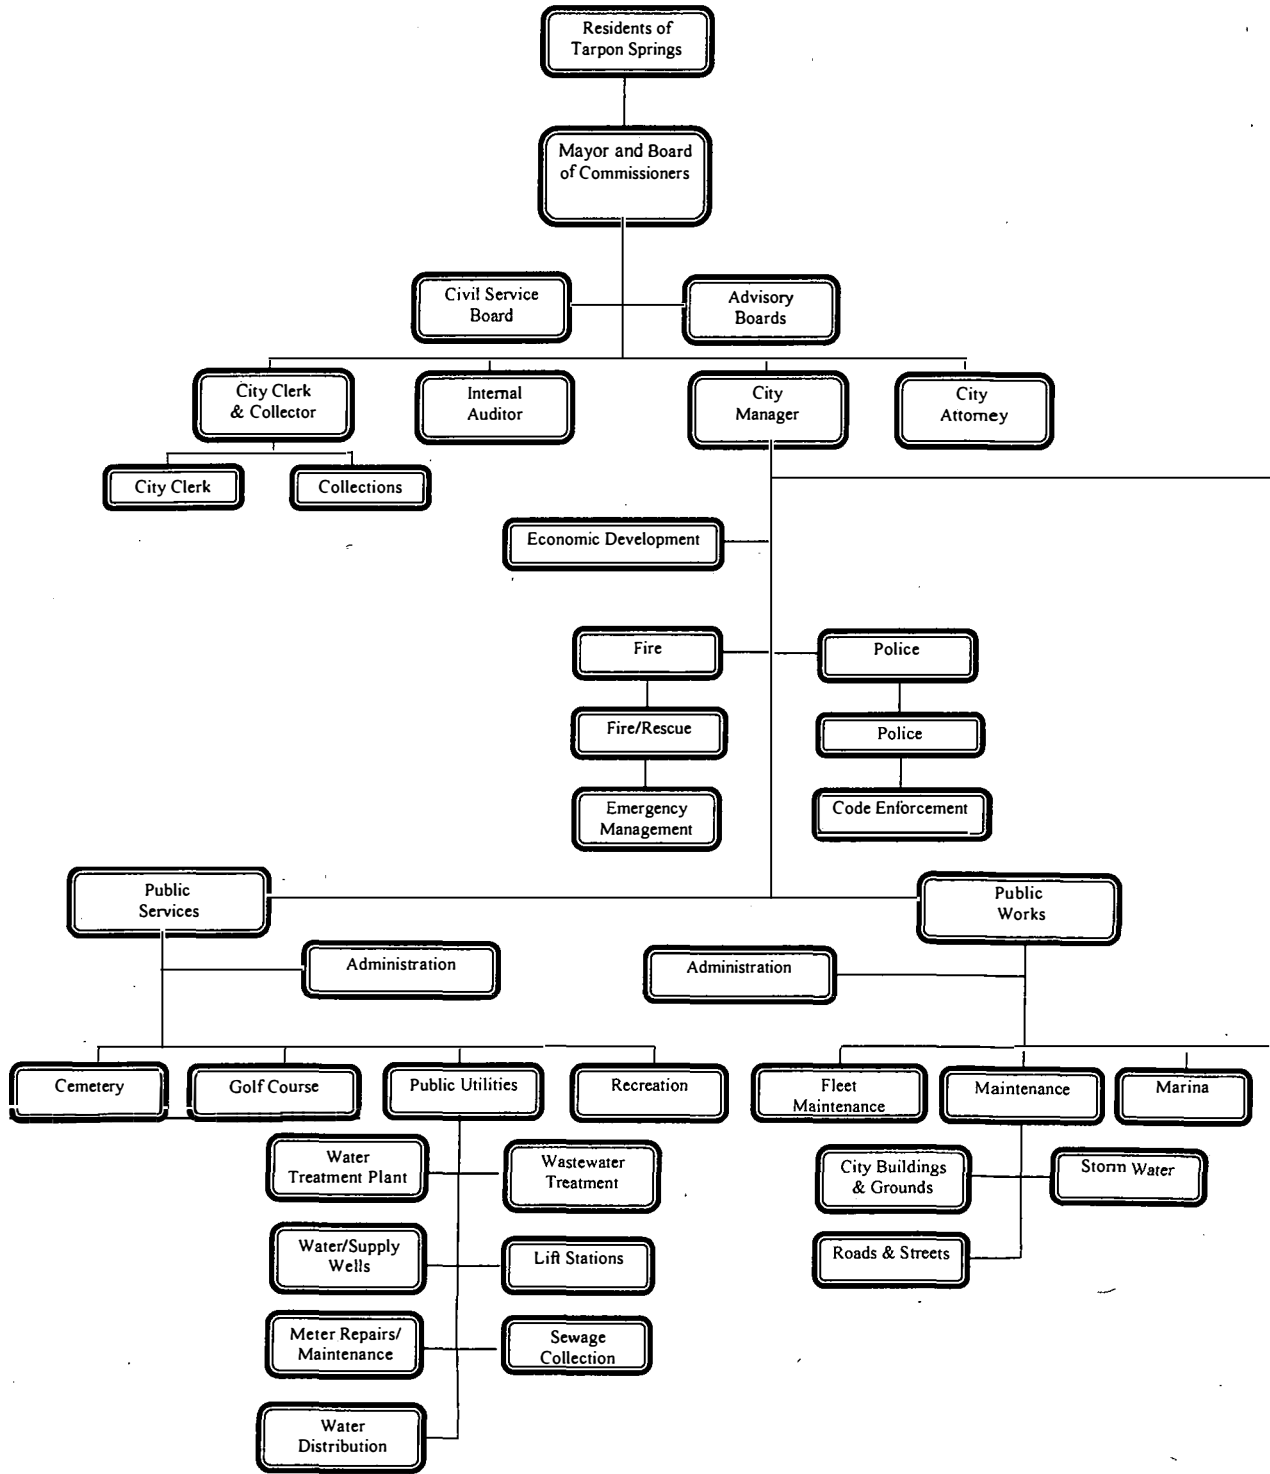 Residents of
Tarpon Springs
Mayor and Board
of Commissioners
Civil Service
Board
Advisory
Boards
City Clerk
& Collector
Internal
Auditor
City
Manager
City
Attorney
City Clerk
Collections
Economic Development
Fire
Police
Fire/Rescue
Police
Emergency
Management
Code Enforcement
Public
Services
Public
Works
Administration
Administration
Cemetery
Golf Course
Public Utilities
Recreation
Fleet
Maintenance
Maintenance
Marina
Water
Treatment Plant
Wastewater
Treatment
City Buildings
& Grounds
Storm Water
Water/Supply
Wells
Lift Stations
Roads & Streets
Meter Repairs/
Maintenance
Sewage
Collection
Water
Distribution